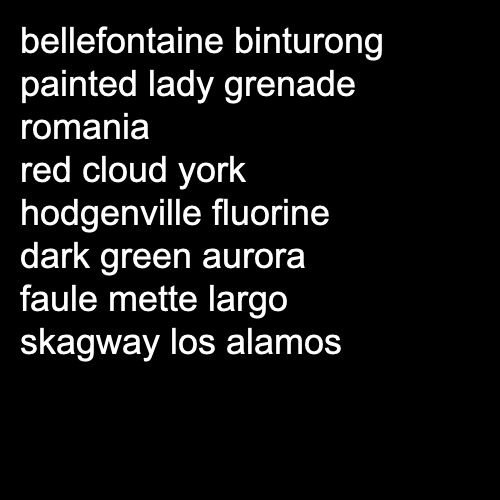 bellefontaine binturong
painted lady grenade
romania
red cloud york
hodgenville fluorine
dark green aurora
faule mette largo
skagway los alamos